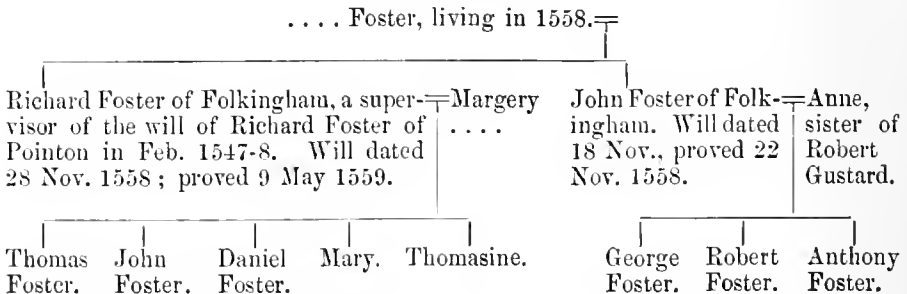 .... Foster, living in 1558.
Richard Foster of Folkingham, a super-
visor of the will of Richard Foster of
Pointon in Feb. 1547-8. Will dated
28 Nov. 1558 ; proved 9 May 1559.
Margery
....
John Foster of Folk-
ingham. Will dated
18 Nov., proved 22
Nov. 1558.
Anne,
sister of
Robert
Gustard.
Thomas
Foster.
John
Foster.
Daniel
Foster.
Mary.
Thomasine.
George
Foster.
Robert
Foster.
Anthony
Foster.